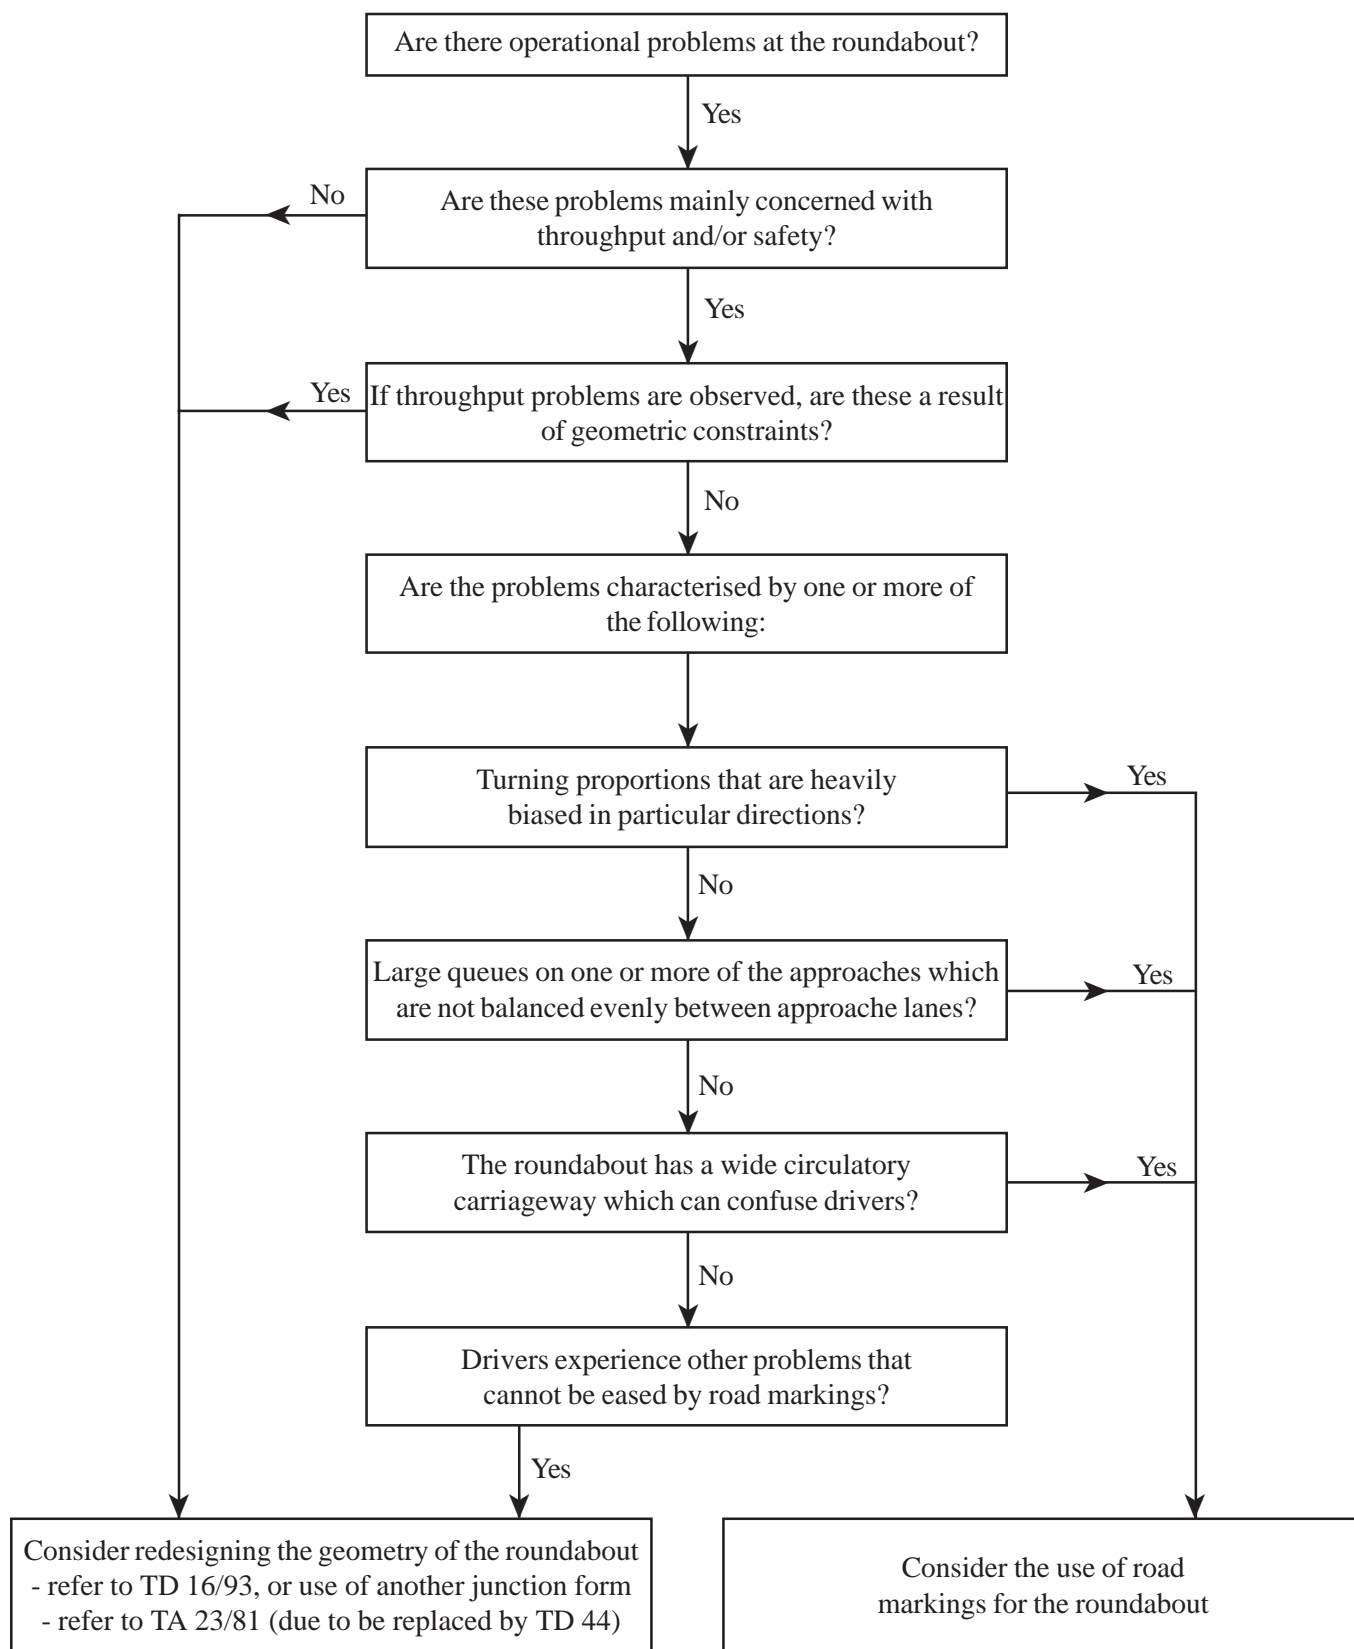 Are there operational problems at the roundabout?
Yes
No
Are these problems mainly concerned with
throughput and/or safety?
Yes
Yes
If throughput problems are observed, are these a result
of geometric constraints?
No
Are the problems characterised by one or more of
the following:
Turning proportions that are heavily
biased in particular directions?
Yes
No
Large queues on one or more of the approaches which
are not balanced evenly between approache lanes?
Yes
No
The roundabout has a wide circulatory
carriageway which can confuse drivers?
Yes
No
Drivers experience other problems that
cannot be eased by road markings?
Yes
Consider redesigning the geometry of the roundabout
- refer to TD 16/93, or use of another junction form
- refer to TA 23/81 (due to be replaced by TD 44)
Consider the use of road
markings for the roundabout